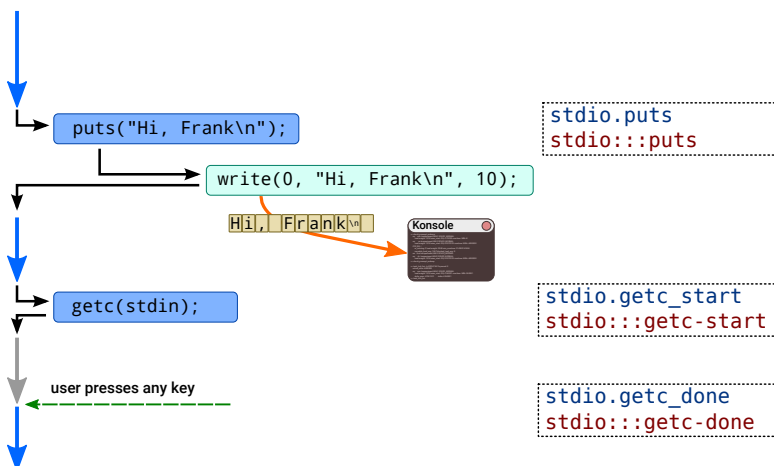 puts("Hi, Frank\n");
stdio.puts
stdio:::puts
write(0, "Hi, Frank\n", 10);
Hi, Frank\n
Konsole
getc(stdin);
stdio.getc_start
stdio:::getc-start
user presses any key
stdio.getc_done
stdio:::getc-done